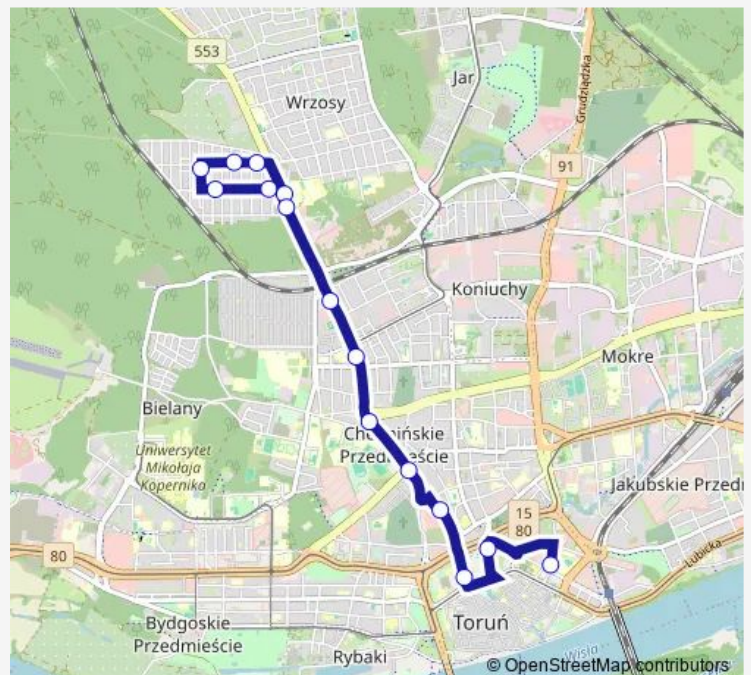 553
Wrzosy
Jar
Grudziądzka
91
Koniuchy
Mokre
Bielany
Uniwersytet
Mikołaja
Kopernika
Przedmieście
Jakubskie Przedm
15
80
80
Lubicka
Bydgoskie
Przedmieście
Toruń
Rybaki
Wisła
© OpenStreetMap contributors